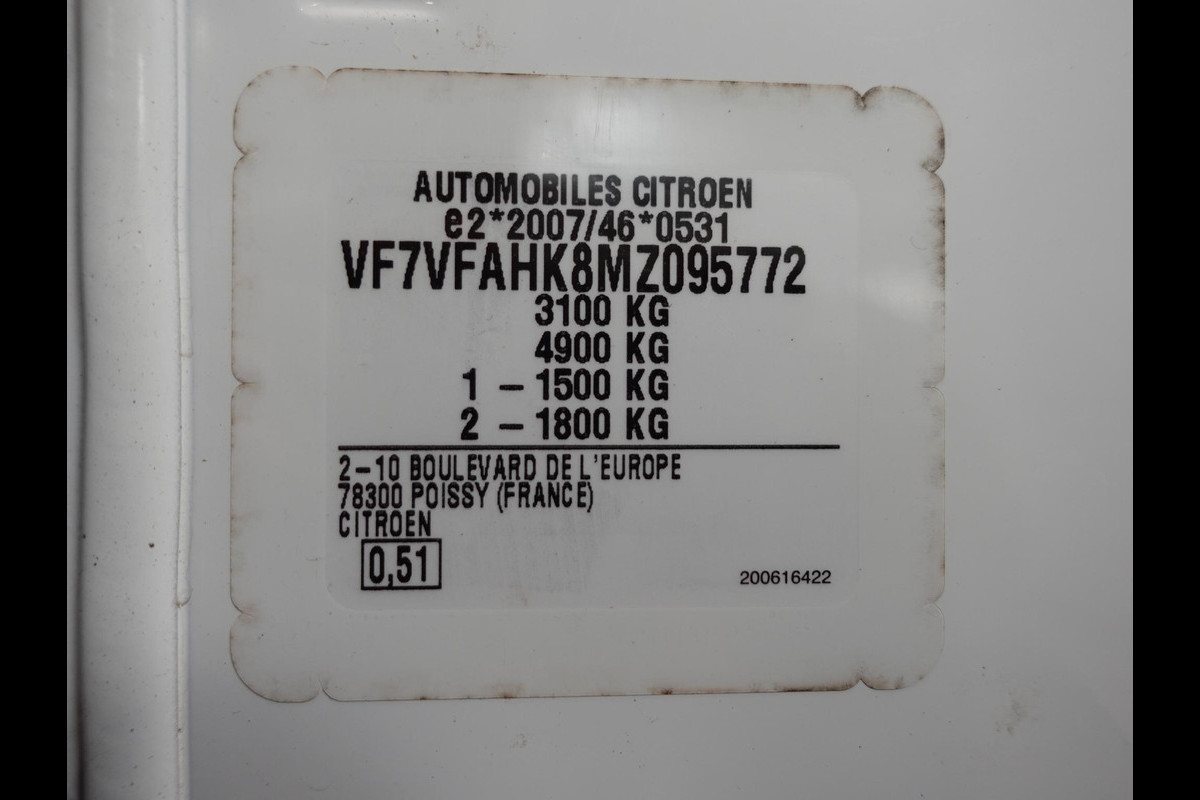 AUTOMOBILES CITROEN
e2*2007/46*0531
VF7VFAHK8MZ095772
3100 KG
4900 KG
1 - 1500 KG
2 - 1800 KG
2-10 BOULEVARD DE L'EUROPE
78300 POISSY (FRANCE)
CITROEN
0,51
200616422